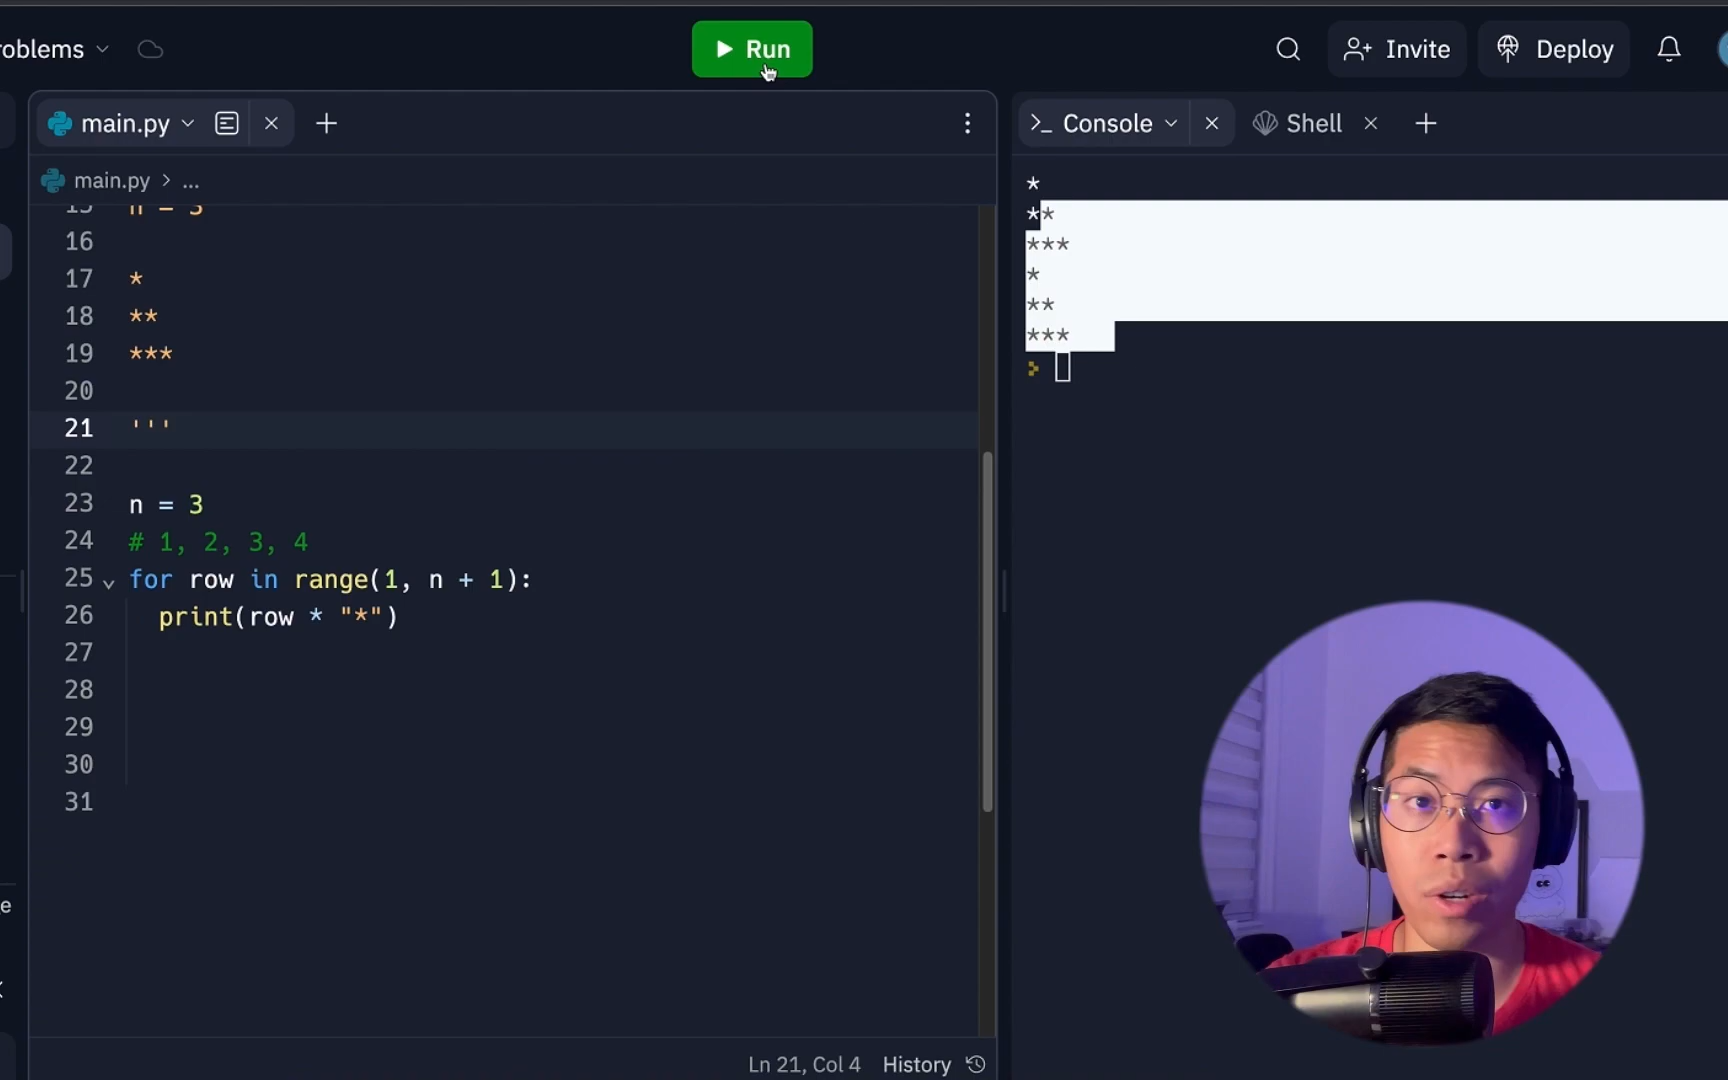 roblems
Run
Invite
Deploy
main.py
Console
Shell
main.py > ...
15 n = 3
16
17 *
18 **
19 ***
20
21 '''
22
23 n = 3
24 # 1, 2, 3, 4
25 for row in range(1, n + 1):
26 print(row * "*")
27
28
29
30
31
*
**
***
*
**
***
>
e
Ln 21, Col 4 History